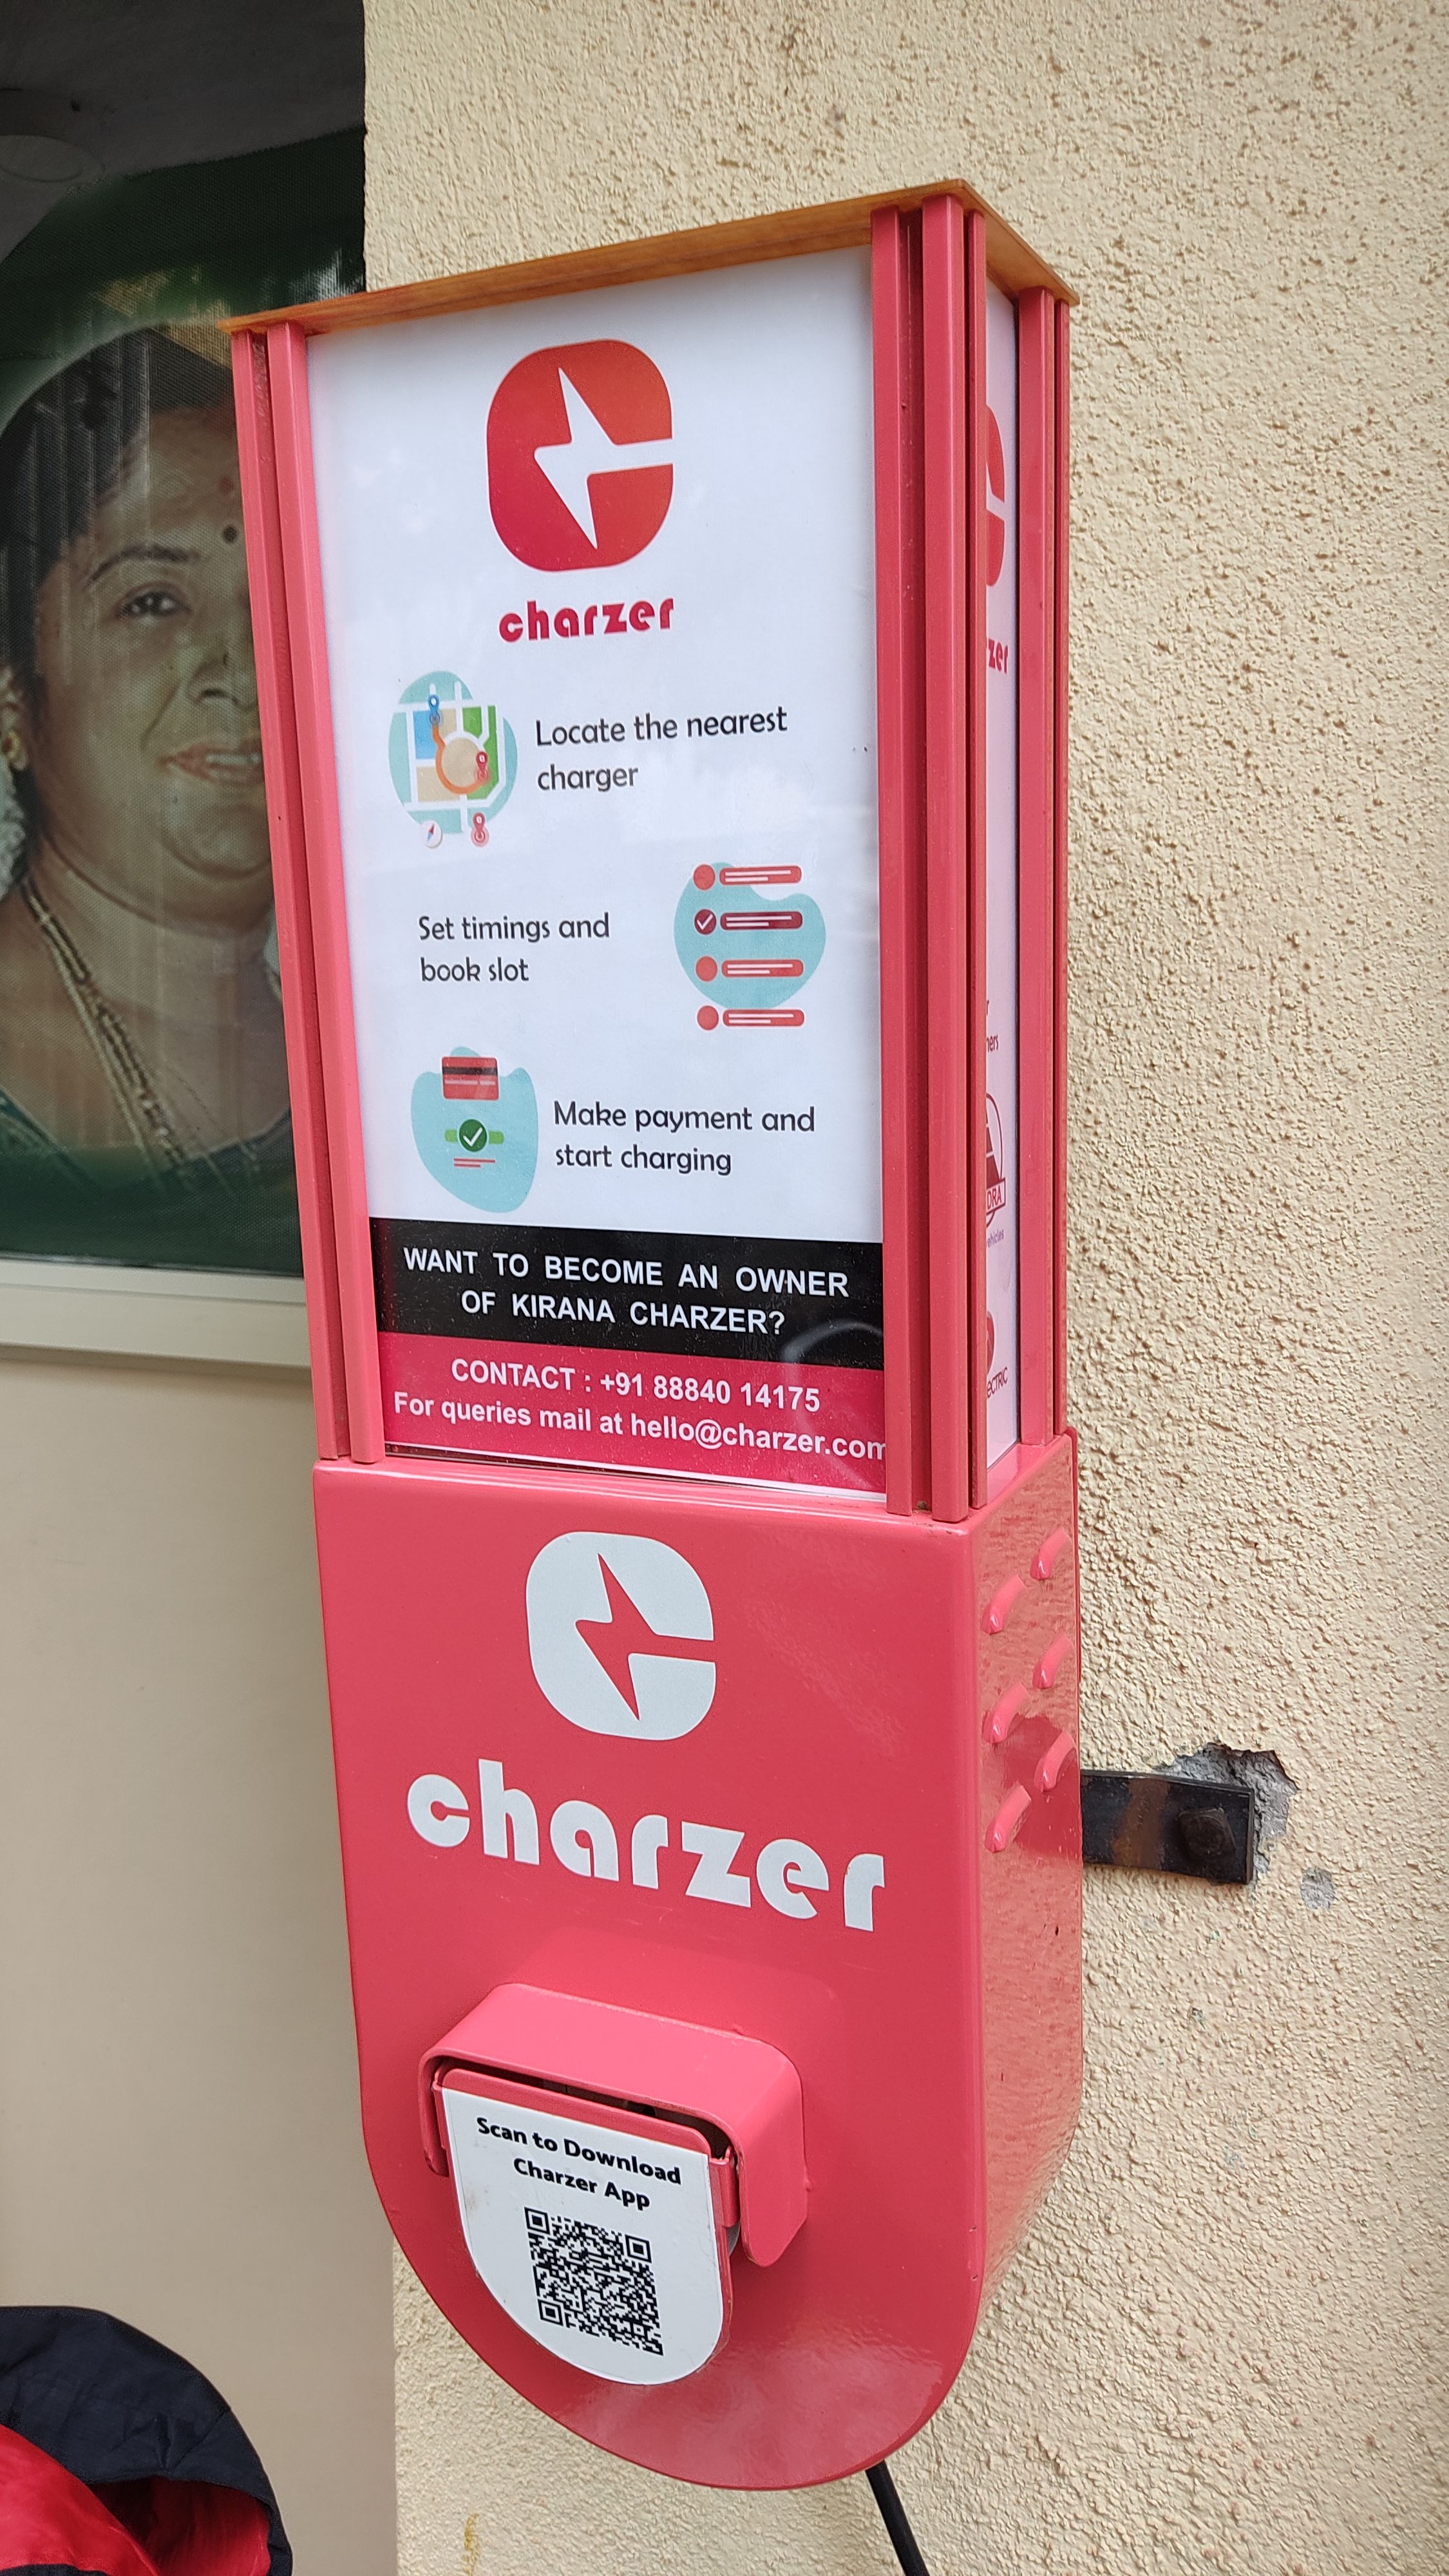 charzer
Locate the nearest
charger
Set timings and
book slot
Make payment and
start charging
WANT TO BECOME AN OWNER
OF KIRANA CHARZER?
CONTACT : +91 88840 14175
For queries mail at hello@charzer.com
charzer
Scan to Download
Charzer App